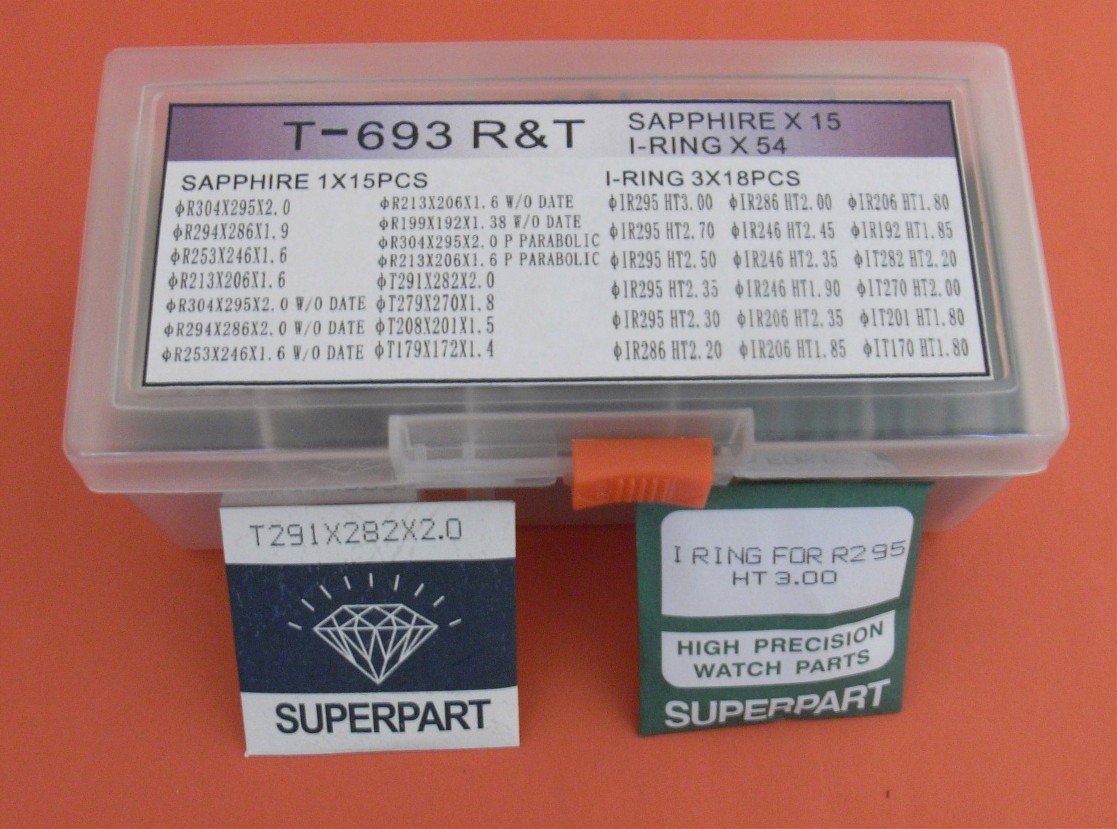 T-693 R&T
SAPPHIRE X 15
I-RING X 54
SAPPHIRE 1X15PCS
φR304X295X2.0
φR294X286X1.9
φR253X246X1.6
φR213X206X1.6
φR304X295X2.0 W/O DATE
φR294X286X2.0 W/O DATE
φR253X246X1.6 W/O DATE
φR213X206X1.6 W/O DATE
φR199X192X1.38 W/O DATE
φR304X295X2.0 P PARABOLIC
φR213X206X1.6 P PARABOLIC
φT291X282X2.0
φT279X270X1.8
φT208X201X1.5
φT179X172X1.4
I-RING 3X18PCS
φIR295 HT3.00 φIR286 HT2.00 φIR206 HT1.80
φIR295 HT2.70 φIR246 HT2.45 φIR192 HT1.85
φIR295 HT2.50 φIR246 HT2.35 φIT282 HT2.20
φIR295 HT2.35 φIR246 HT1.90 φIT270 HT2.00
φIR295 HT2.30 φIR206 HT2.35 φIT201 HT1.80
φIR286 HT2.20 φIR206 HT1.85 φIT170 HT1.80
T291X282X2.0
SUPERPART
I RING FOR R295
HT 3.00
HIGH PRECISION
WATCH PARTS
SUPERPART